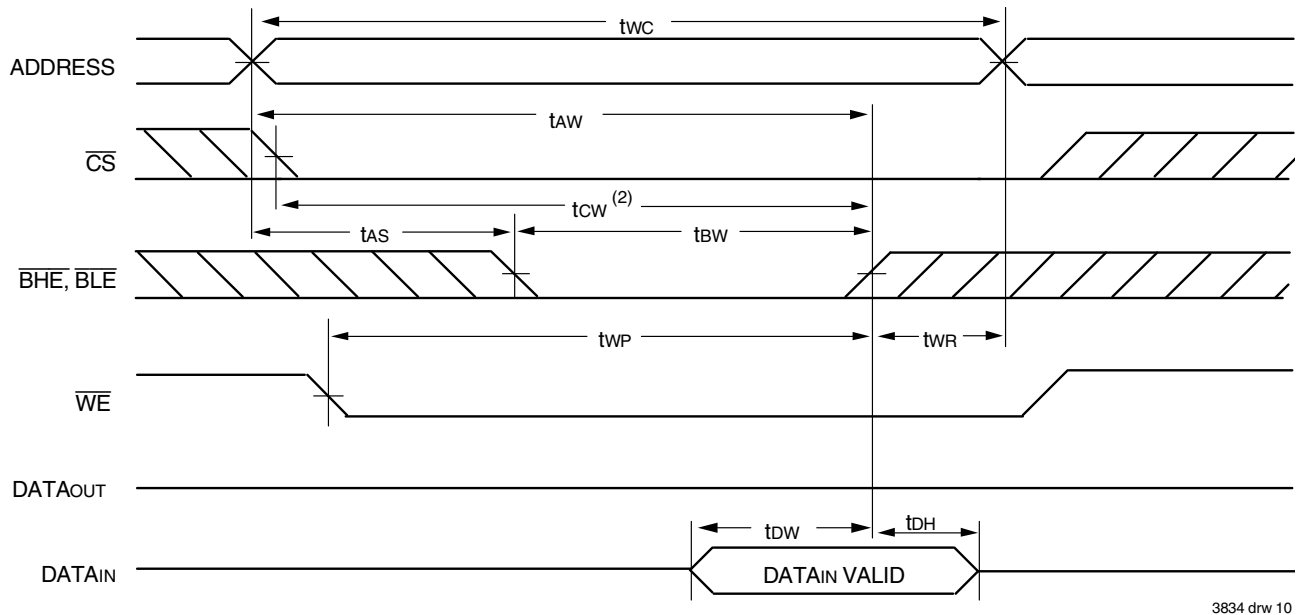 tWC
ADDRESS
tAW
CS
tCW (2)
tAS
tBW
BHE, BLE
tWP
tWR
WE
DATAOUT
tDW
tDH
DATAIN
DATAIN VALID
3834 drw 10